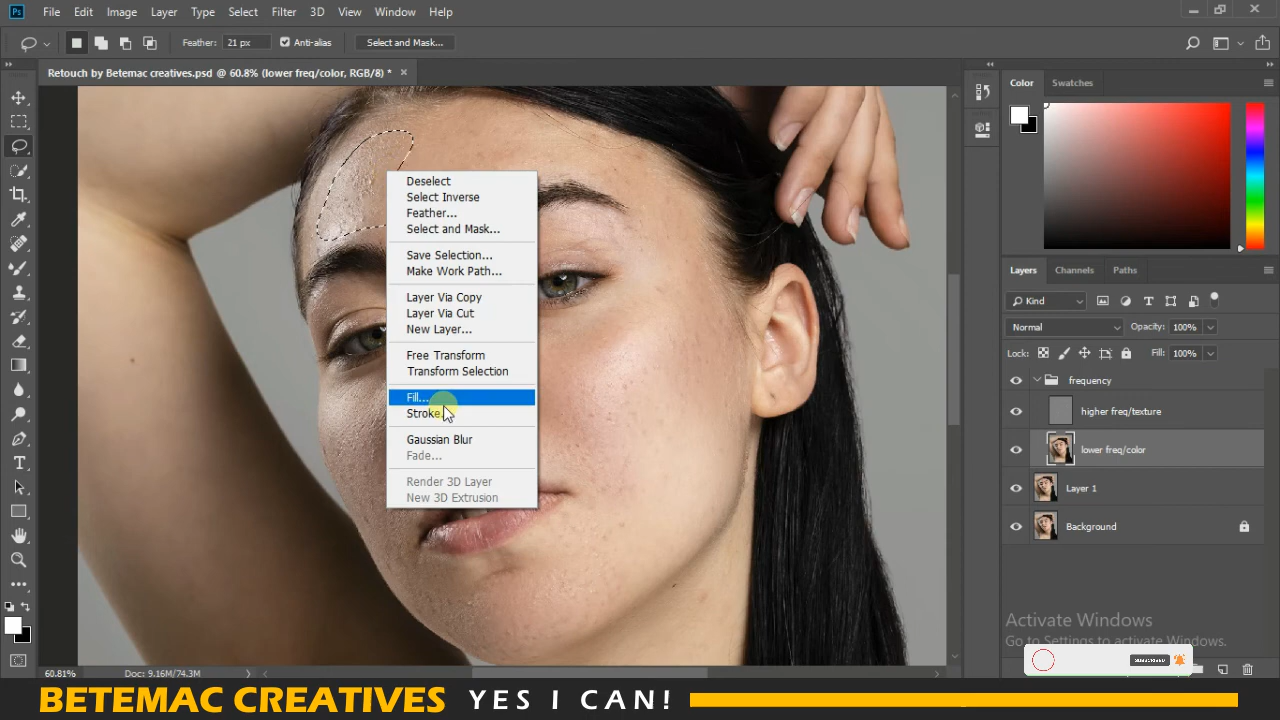 Ps File Edit Image Layer Type Select Filter 3D View Window Help
Feather: 21 px Anti-alias Select and Mask...
Retouch by Betemac creatives.psd @ 60.8% (lower freq/color, RGB/8) *
Color Swatches
Deselect
Select Inverse
Feather...
Select and Mask...
Save Selection...
Make Work Path...
Layer Via Copy
Layer Via Cut
New Layer...
Free Transform
Transform Selection
Fill...
Stroke...
Gaussian Blur
Fade...
Render 3D Layer
New 3D Extrusion
Layers Channels Paths
Kind
Normal Opacity: 100%
Lock: Fill: 100%
frequency
higher freq/texture
lower freq/color
Layer 1
Background
Activate Windows
Go to Settings to activate Windows.
SUBSCRIBED
60.81% Doc: 9.16M/74.3M
BETEMAC CREATIVES YES I CAN!